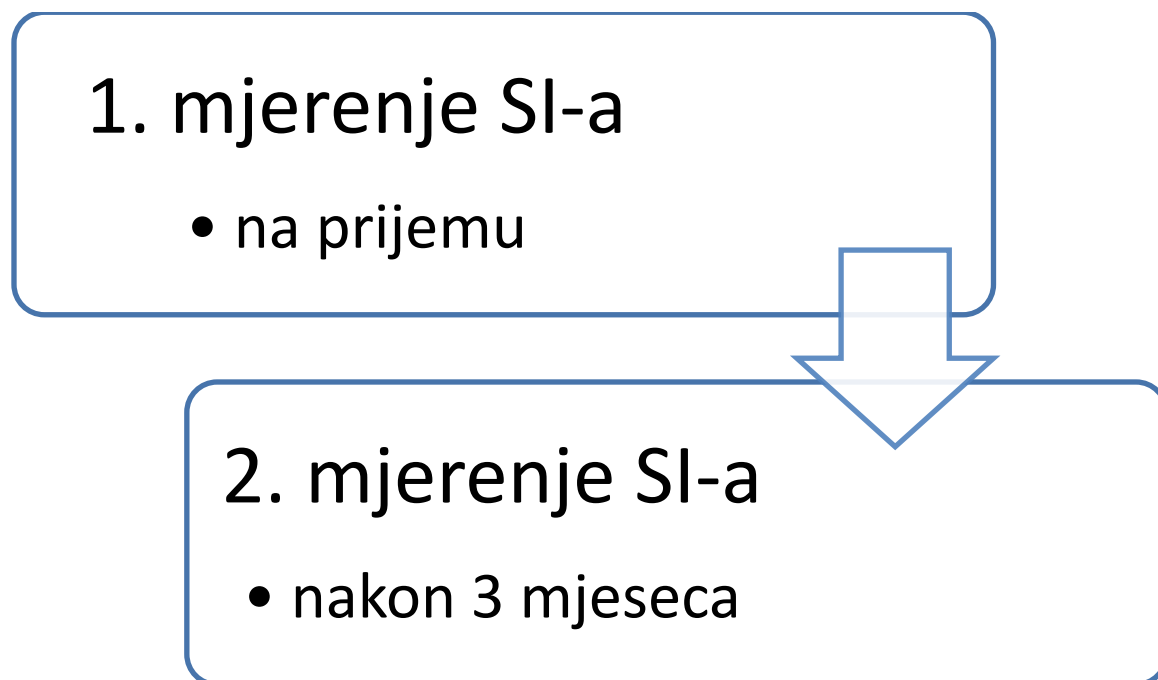 1. mjerenje SI-a
• na prijemu
2. mjerenje SI-a
• nakon 3 mjeseca